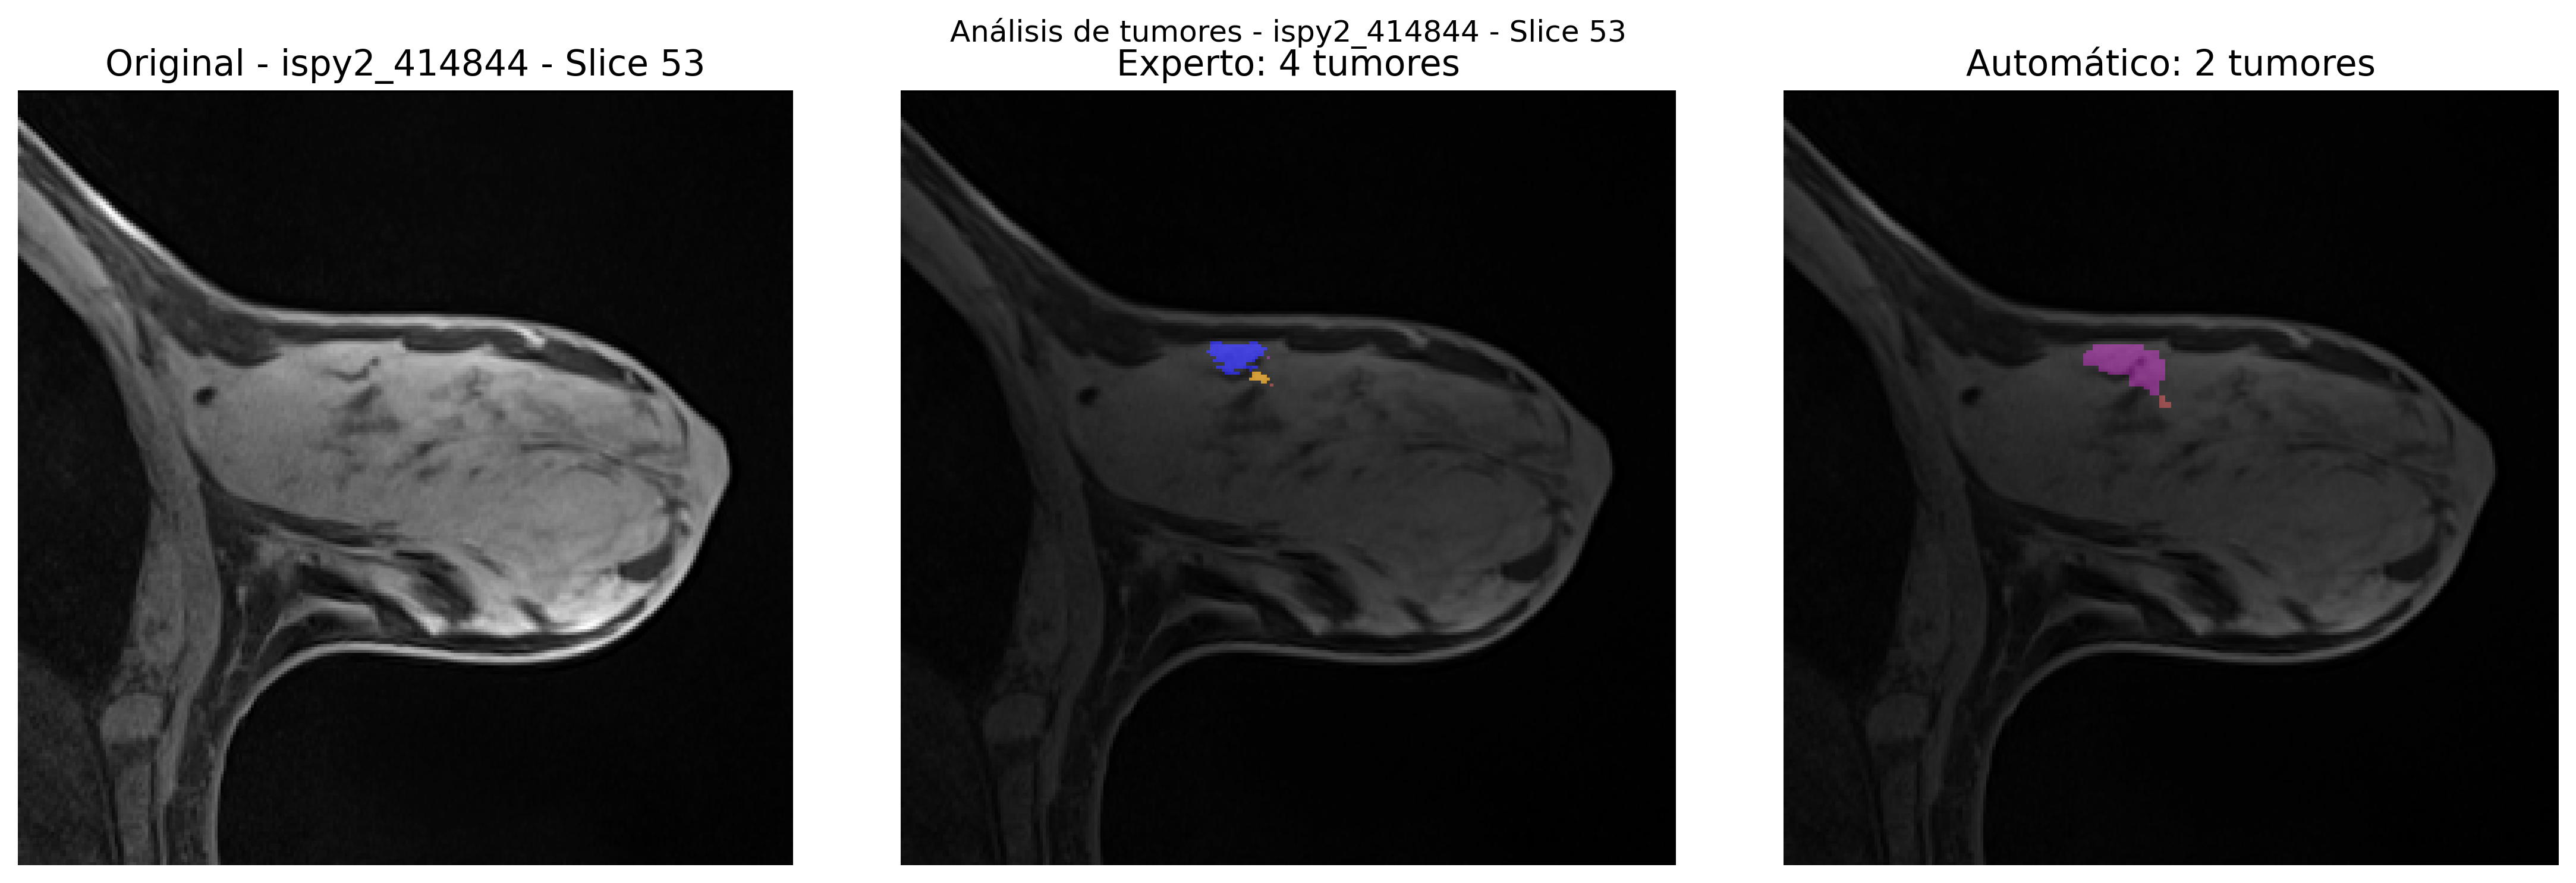 Análisis de tumores - ispy2_414844 - Slice 53
Original - ispy2_414844 - Slice 53
Experto: 4 tumores
Automático: 2 tumores